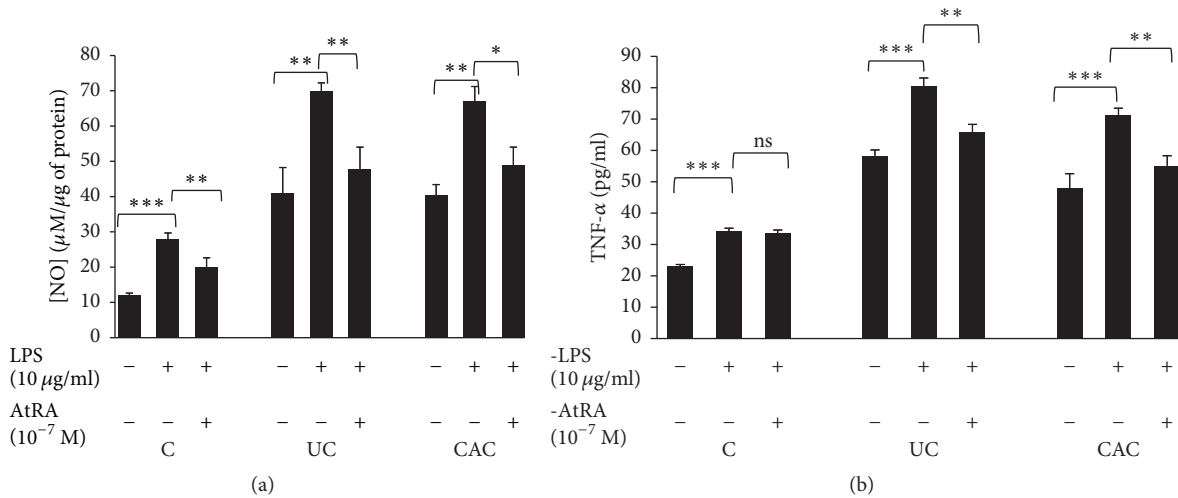 80
70
60
50
40
30
20
10
0
[NO] (μM/μg of protein)
***
**
**
**
**
*
LPS
(10 μg/ml)
− + + − + + − + +
AtRA
(10⁻⁷ M)
− − + − − + − − +
C UC CAC
(a)
90
80
70
60
50
40
30
20
10
0
TNF-α (pg/ml)
***
ns
***
**
***
**
-LPS
(10 μg/ml)
− + + − + + − + +
-AtRA
(10⁻⁷ M)
− − + − − + − − +
C UC CAC
(b)